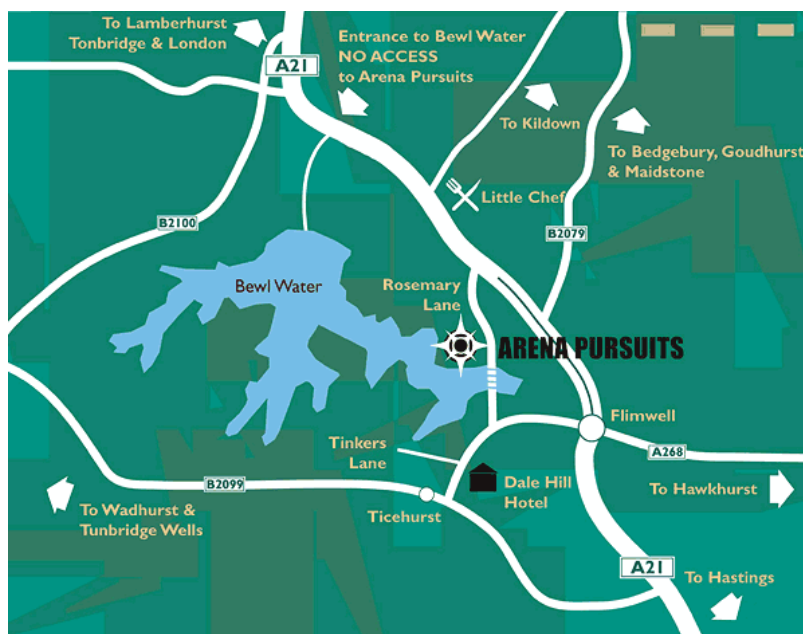 To Lamberhurst
Tonbridge & London
A21
Entrance to Bewl Water
NO ACCESS
to Arena Pursuits
To Kildown
To Bedgebury, Goudhurst
& Maidstone
Little Chef
B2100
B2079
Bewl Water
Rosemary
Lane
ARENA PURSUITS
Flimwell
Tinkers
Lane
A268
B2099
Dale Hill
Hotel
To Hawkhurst
To Wadhurst &
Tunbridge Wells
Ticehurst
A21
To Hastings